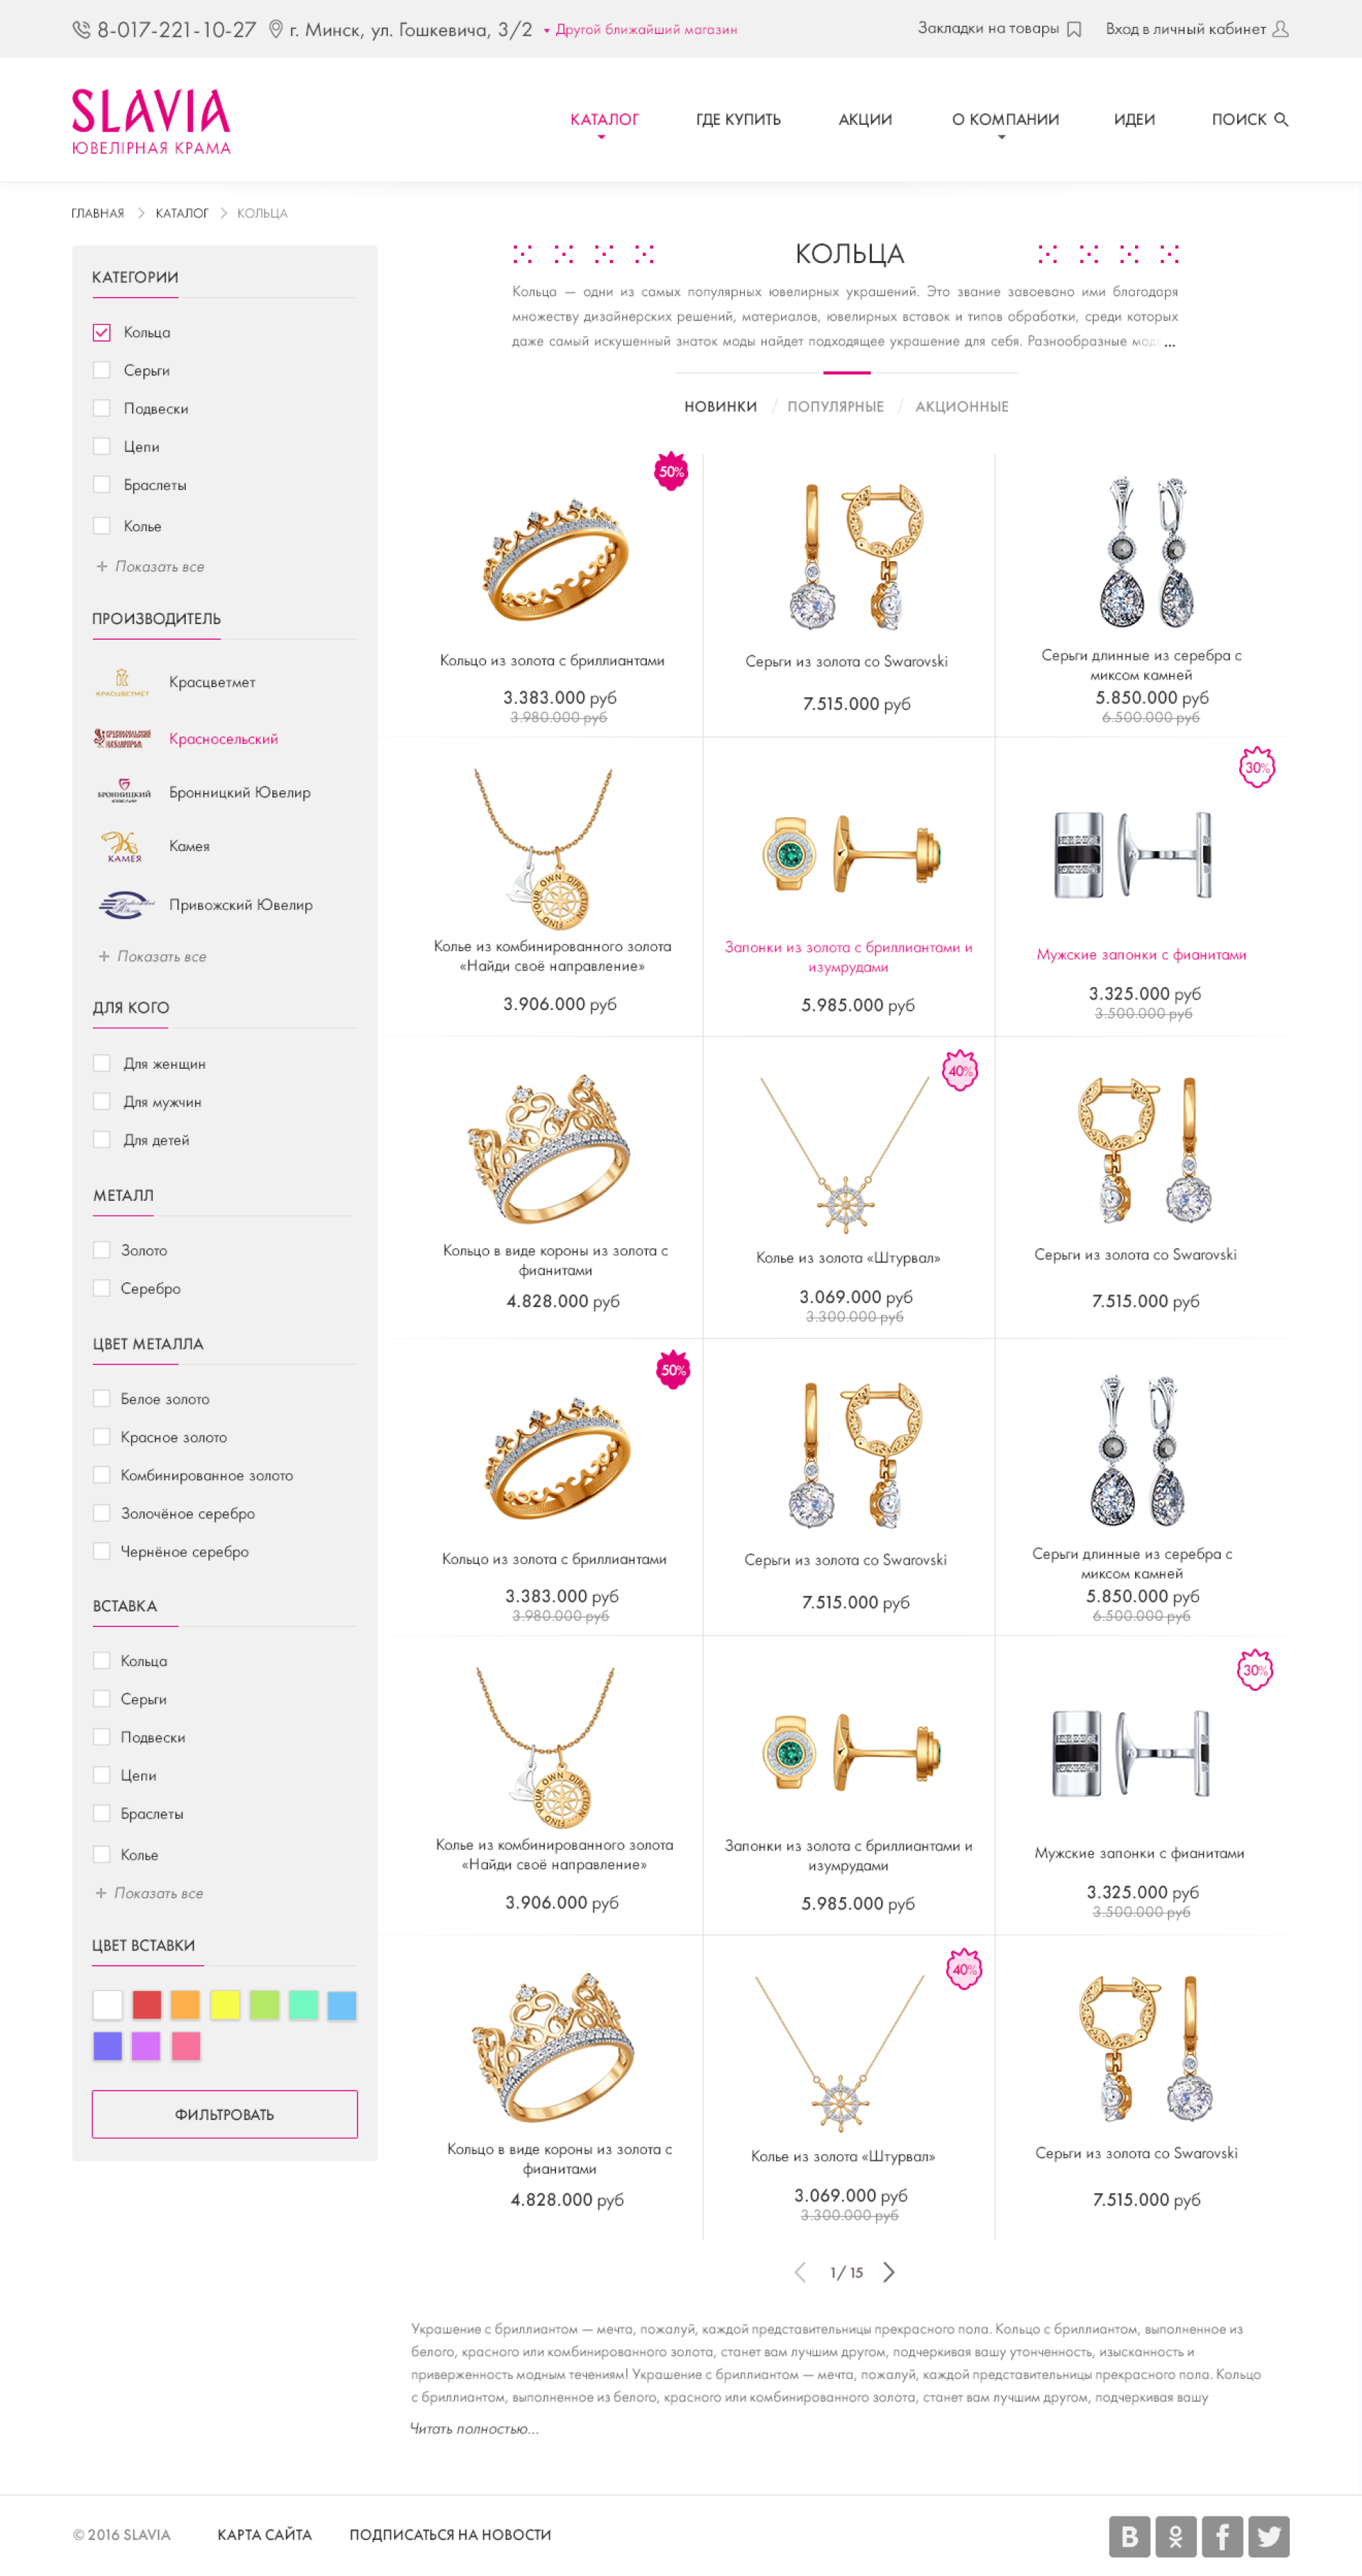 8-017-221-10-27 г. Минск, ул. Гошкевича, 3/2 Другой ближайший магазин Закладки на товары Вход в личный кабинет
SLAVIA
ЮВЕЛІРНАЯ КРАМА
КАТАЛОГ ГДЕ КУПИТЬ АКЦИИ О КОМПАНИИ ИДЕИ ПОИСК
ГЛАВНАЯ КАТАЛОГ КОЛЬЦА
КАТЕГОРИИ
Кольца
Серьги
Подвески
Цепи
Браслеты
Колье
+ Показать все
ПРОИЗВОДИТЕЛЬ
КРАСЦВЕТМЕТ
Красцветмет
Красносельский
БРОННИЦКИЙ
ЮВЕЛИР
Бронницкий Ювелир
КАМЕЯ
Камея
Привожский Ювелир
+ Показать все
ДЛЯ КОГО
Для женщин
Для мужчин
Для детей
МЕТАЛЛ
Золото
Серебро
ЦВЕТ МЕТАЛЛА
Белое золото
Красное золото
Комбинированное золото
Золочёное серебро
Чернёное серебро
ВСТАВКА
Кольца
Серьги
Подвески
Цепи
Браслеты
Колье
+ Показать все
ЦВЕТ ВСТАВКИ
ФИЛЬТРОВАТЬ
КОЛЬЦА
Кольца — одни из самых популярных ювелирных украшений. Это звание завоевано ими благодаря
множеству дизайнерских решений, материалов, ювелирных вставок и типов обработки, среди которых
даже самый искушенный знаток моды найдет подходящее украшение для себя. Разнообразные мод...
НОВИНКИ / ПОПУЛЯРНЫЕ / АКЦИОННЫЕ
50%
Кольцо из золота с бриллиантами
3.383.000 руб
3.980.000 руб
Серьги из золота со Swarovski
7.515.000 руб
Серьги длинные из серебра с
миксом камней
5.850.000 руб
6.500.000 руб
FIND YOUR OWN DIRECTION...
Колье из комбинированного золота
«Найди своё направление»
3.906.000 руб
Запонки из золота с бриллиантами и
изумрудами
5.985.000 руб
30%
Мужские запонки с фианитами
3.325.000 руб
3.500.000 руб
Кольцо в виде короны из золота с
фианитами
4.828.000 руб
40%
Колье из золота «Штурвал»
3.069.000 руб
3.300.000 руб
Серьги из золота со Swarovski
7.515.000 руб
50%
Кольцо из золота с бриллиантами
3.383.000 руб
3.980.000 руб
Серьги из золота со Swarovski
7.515.000 руб
Серьги длинные из серебра с
миксом камней
5.850.000 руб
6.500.000 руб
FIND YOUR OWN DIRECTION...
Колье из комбинированного золота
«Найди своё направление»
3.906.000 руб
Запонки из золота с бриллиантами и
изумрудами
5.985.000 руб
30%
Мужские запонки с фианитами
3.325.000 руб
3.500.000 руб
Кольцо в виде короны из золота с
фианитами
4.828.000 руб
40%
Колье из золота «Штурвал»
3.069.000 руб
3.300.000 руб
Серьги из золота со Swarovski
7.515.000 руб
1/ 15
Украшение с бриллиантом — мечта, пожалуй, каждой представительницы прекрасного пола. Кольцо с бриллиантом, выполненное из
белого, красного или комбинированного золота, станет вам лучшим другом, подчеркивая вашу утонченность, изысканность и
приверженность модным течениям! Украшение с бриллиантом — мечта, пожалуй, каждой представительницы прекрасного пола. Кольцо
с бриллиантом, выполненное из белого, красного или комбинированного золота, станет вам лучшим другом, подчеркивая вашу
Читать полностью...
© 2016 SLAVIA КАРТА САЙТА ПОДПИСАТЬСЯ НА НОВОСТИ